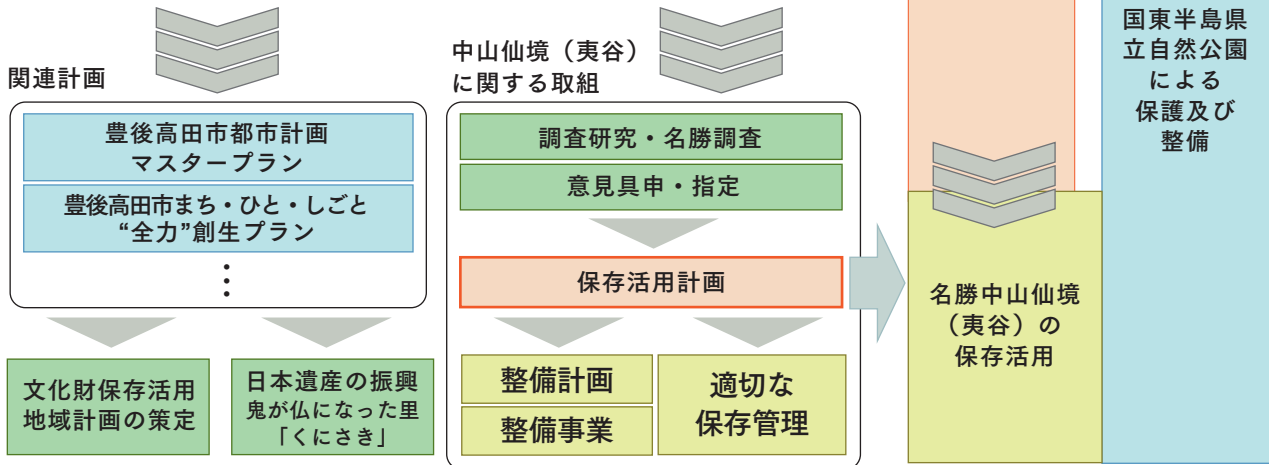 関連計画
豊後高田市都市計画
マスタープラン
豊後高田市まち・ひと・しごと
“全力”創生プラン
⋮
文化財保存活用
地域計画の策定
日本遺産の振興
鬼が仏になった里
「くにさき」
中山仙境（夷谷）
に関する取組
調査研究・名勝調査
意見具申・指定
保存活用計画
整備計画
整備事業
適切な
保存管理
名勝中山仙境
（夷谷）の
保存活用
国東半島県
立自然公園
による
保護及び
整備